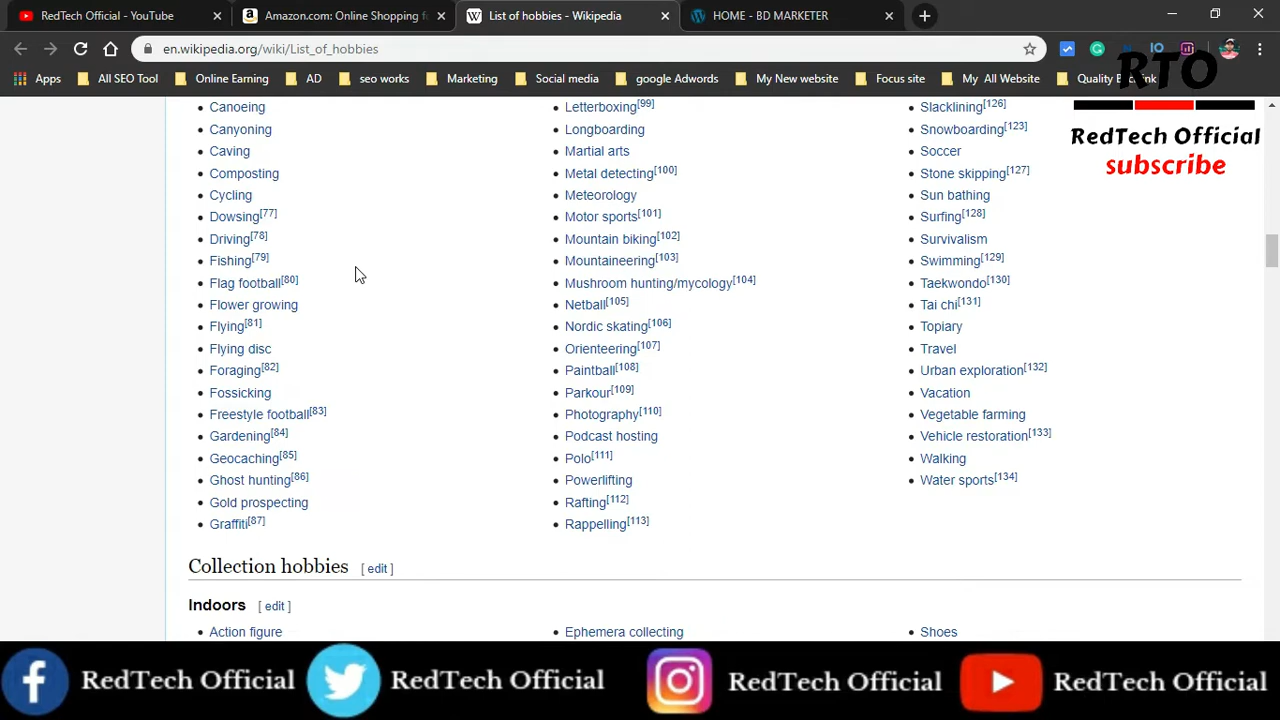 RedTech Official - YouTube
Amazon.com: Online Shopping fo
List of hobbies - Wikipedia
HOME - BD MARKETER
en.wikipedia.org/wiki/List_of_hobbies
Apps
All SEO Tool
Online Earning
AD
seo works
Marketing
Social media
google Adwords
My New website
Focus site
My All Website
Quality Backlink
RTO
RedTech Official
subscribe
Canoeing
Canyoning
Caving
Composting
Cycling
Dowsing[77]
Driving[78]
Fishing[79]
Flag football[80]
Flower growing
Flying[81]
Flying disc
Foraging[82]
Fossicking
Freestyle football[83]
Gardening[84]
Geocaching[85]
Ghost hunting[86]
Gold prospecting
Graffiti[87]
Letterboxing[99]
Longboarding
Martial arts
Metal detecting[100]
Meteorology
Motor sports[101]
Mountain biking[102]
Mountaineering[103]
Mushroom hunting/mycology[104]
Netball[105]
Nordic skating[106]
Orienteering[107]
Paintball[108]
Parkour[109]
Photography[110]
Podcast hosting
Polo[111]
Powerlifting
Rafting[112]
Rappelling[113]
Slacklining[126]
Snowboarding[123]
Soccer
Stone skipping[127]
Sun bathing
Surfing[128]
Survivalism
Swimming[129]
Taekwondo[130]
Tai chi[131]
Topiary
Travel
Urban exploration[132]
Vacation
Vegetable farming
Vehicle restoration[133]
Walking
Water sports[134]
Collection hobbies [ edit ]
Indoors [ edit ]
Action figure
Ephemera collecting
Shoes
RedTech Official
RedTech Official
RedTech Official
RedTech Official